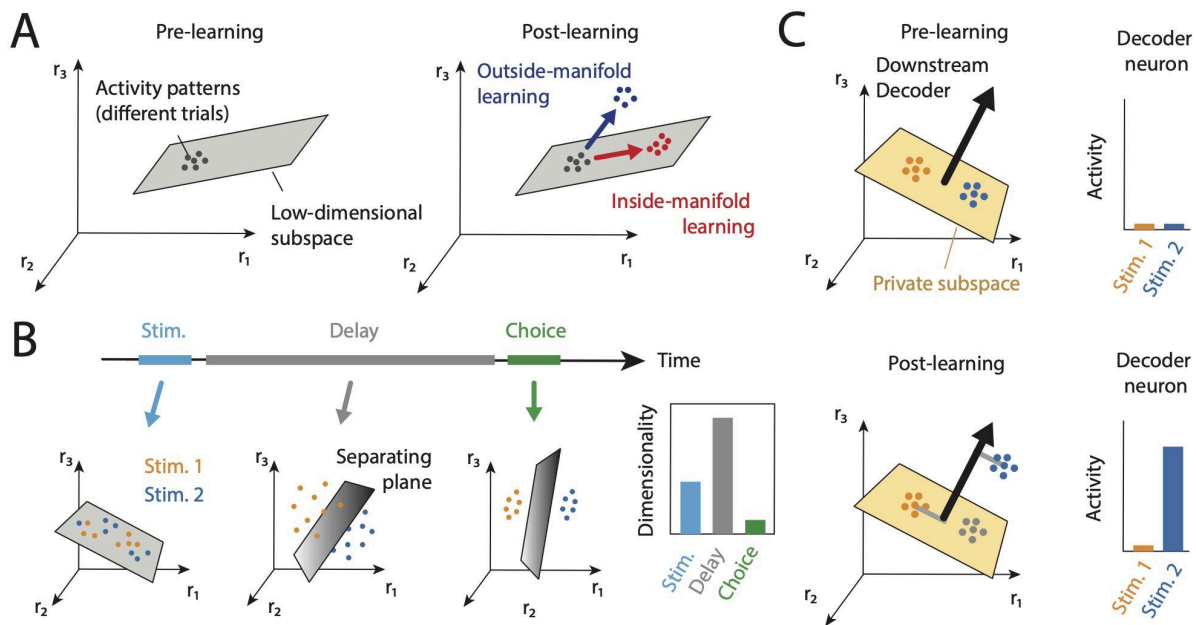 A
Pre-learning
r3
Activity patterns
(different trials)
Low-dimensional
subspace
r2
r1
Post-learning
r3
Outside-manifold
learning
Inside-manifold
learning
r2
r1
B
Stim.
Delay
Choice
Time
r3
Stim. 1
Stim. 2
r2
r1
r3
Separating
plane
r2
r1
r3
r2
r1
Dimensionality
Stim.
Delay
Choice
C
Pre-learning
Downstream
Decoder
r3
r2
r1
Private subspace
Decoder
neuron
Activity
Stim. 1
Stim. 2
Post-learning
r3
r2
r1
Decoder
neuron
Activity
Stim. 1
Stim. 2